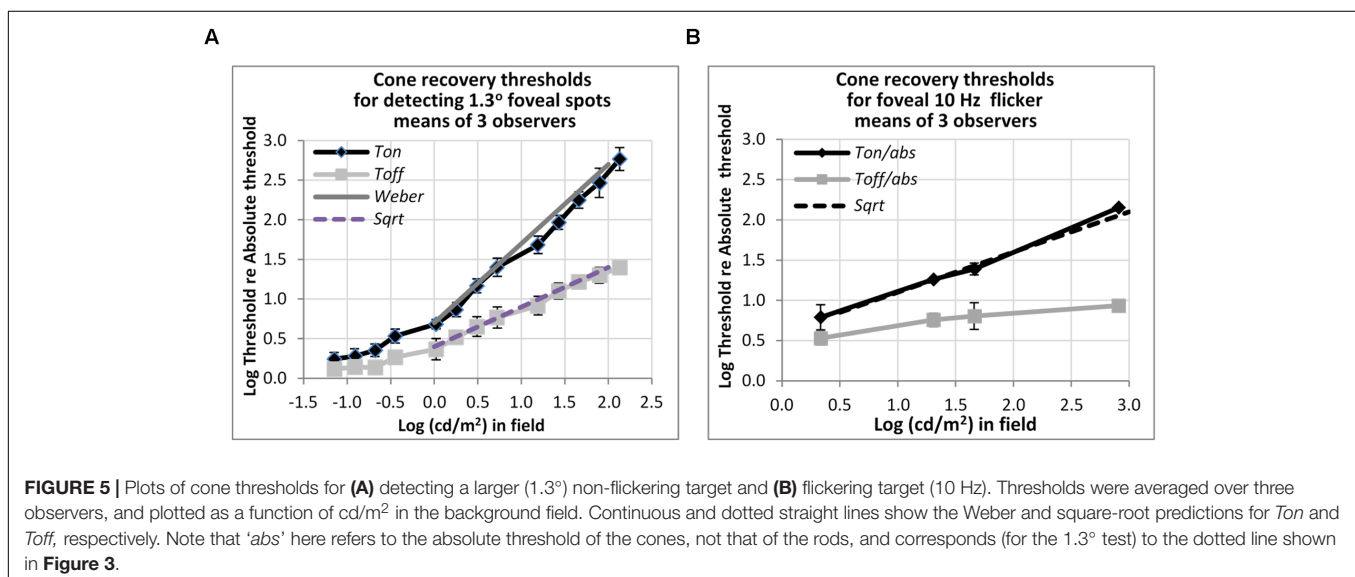 A
Cone recovery thresholds
for detecting 1.3° foveal spots
means of 3 observers
Log Threshold re Absolute threshold
3.0
2.5
2.0
1.5
1.0
0.5
0.0
Ton
Toff
Weber
Sqrt
-1.5 -1.0 -0.5 0.0 0.5 1.0 1.5 2.0 2.5
Log (cd/m²) in field
B
Cone recovery thresholds
for foveal 10 Hz flicker
means of 3 observers
Log Threshold re Absolute threshold
3.0
2.5
2.0
1.5
1.0
0.5
0.0
Ton/abs
Toff/abs
Sqrt
0.0 0.5 1.0 1.5 2.0 2.5 3.0
Log (cd/m²) in field
FIGURE 5 | Plots of cone thresholds for (A) detecting a larger (1.3°) non-flickering target and (B) flickering target (10 Hz). Thresholds were averaged over three
observers, and plotted as a function of cd/m² in the background field. Continuous and dotted straight lines show the Weber and square-root predictions for Ton and
Toff, respectively. Note that ‘abs’ here refers to the absolute threshold of the cones, not that of the rods, and corresponds (for the 1.3° test) to the dotted line shown
in Figure 3.